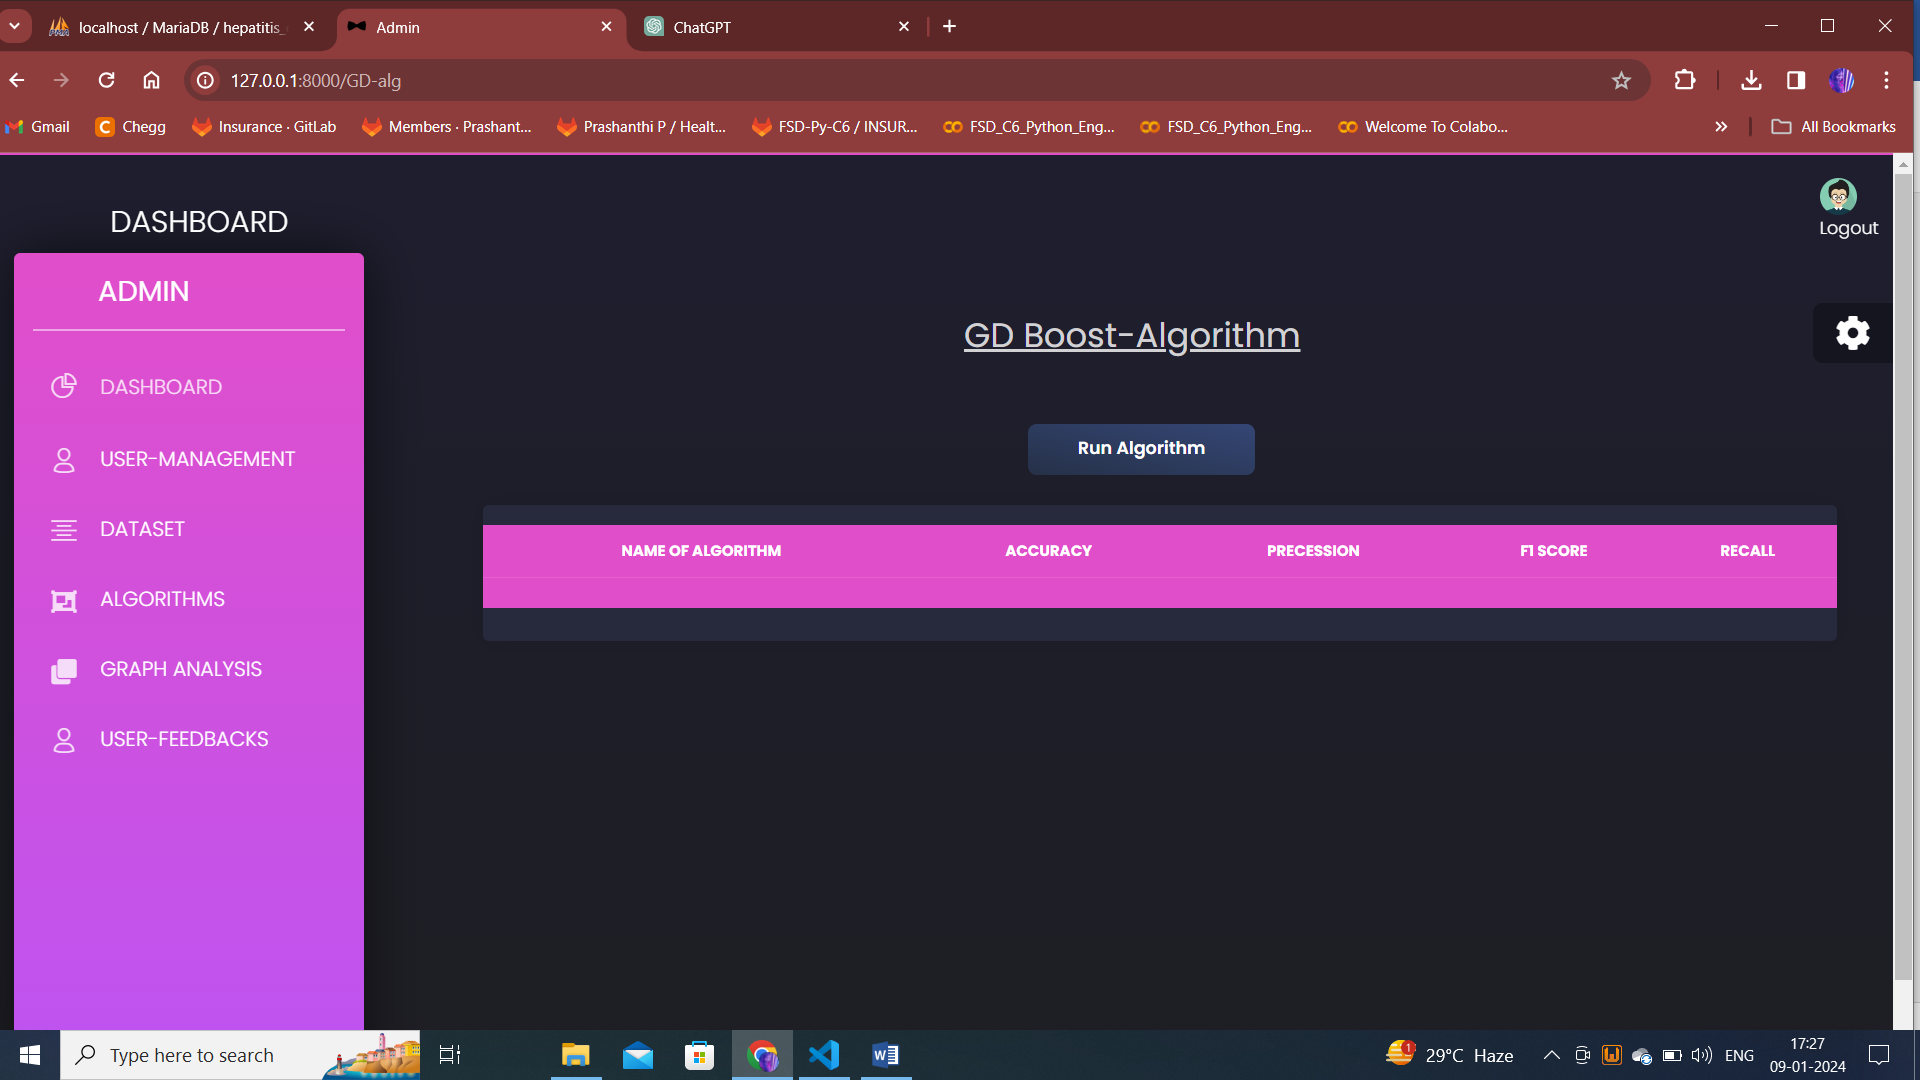 localhost / MariaDB / hepatitis_
Admin
ChatGPT
127.0.0.1:8000/GD-alg
Gmail
Chegg
Insurance · GitLab
Members · Prashant...
Prashanthi P / Healt...
FSD-Py-C6 / INSUR...
FSD_C6_Python_Eng...
FSD_C6_Python_Eng...
Welcome To Colabo...
All Bookmarks
DASHBOARD
Logout
ADMIN
DASHBOARD
USER-MANAGEMENT
DATASET
ALGORITHMS
GRAPH ANALYSIS
USER-FEEDBACKS
GD Boost-Algorithm
Run Algorithm
NAME OF ALGORITHM ACCURACY PRECESSION F1 SCORE RECALL
Type here to search
1
29°C Haze
ENG
17:27
09-01-2024